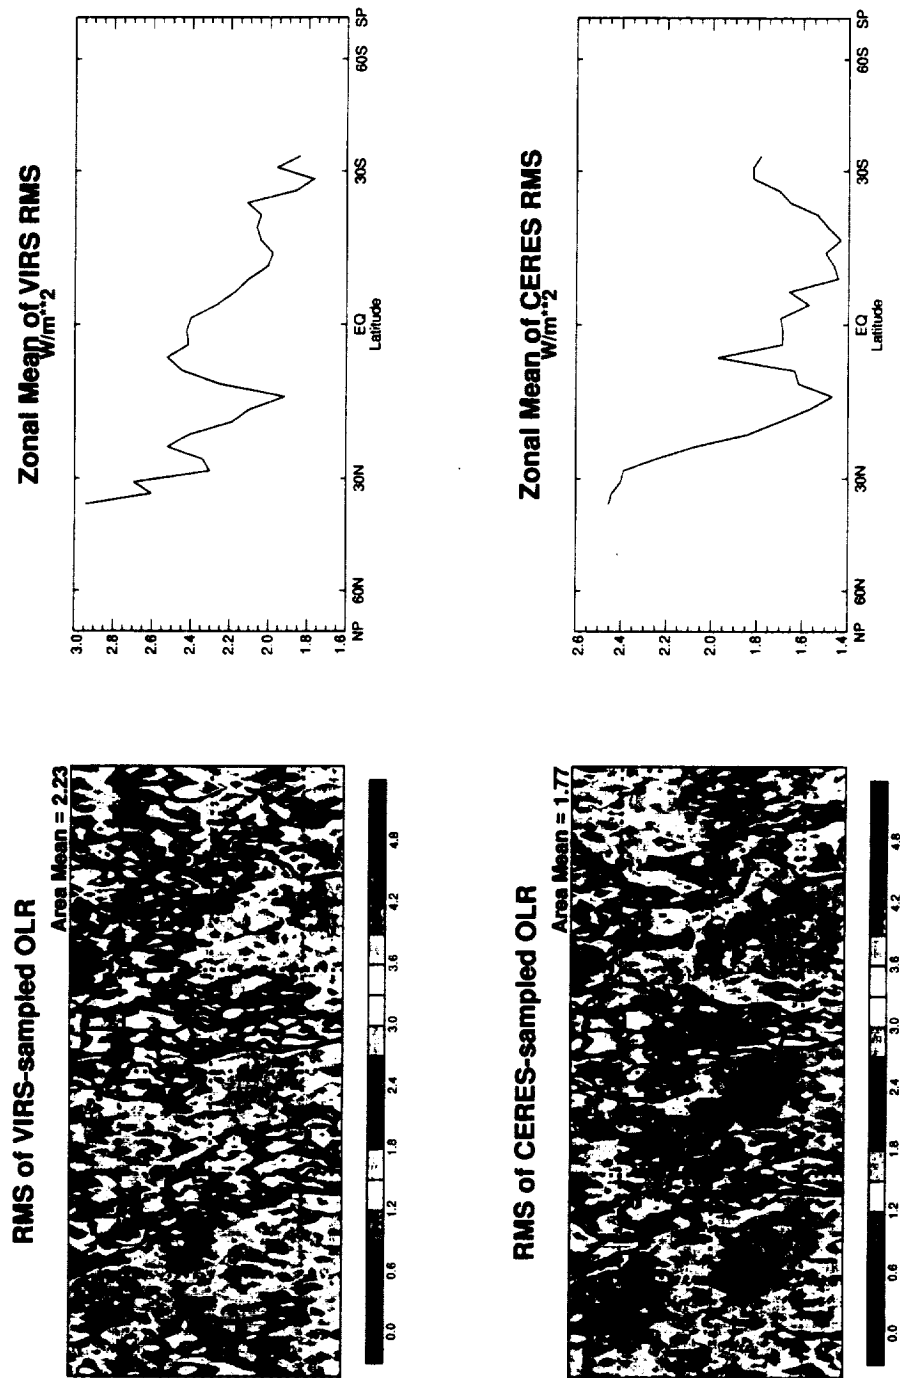 RMS of VIRS-sampled OLR
Area Mean = 2.23
0.0 0.6 1.2 1.8 2.4 3.0 3.6 4.2 4.8
Zonal Mean of VIRS RMS
W/m**2
3.0
2.8
2.6
2.4
2.2
2.0
1.8
1.6
NP 60N 30N EQ 30S 60S SP
Latitude
RMS of CERES-sampled OLR
Area Mean = 1.77
0.0 0.6 1.2 1.8 2.4 3.0 3.6 4.2 4.8
Zonal Mean of CERES RMS
W/m**2
2.6
2.4
2.2
2.0
1.8
1.6
1.4
NP 60N 30N EQ 30S 60S SP
Latitude